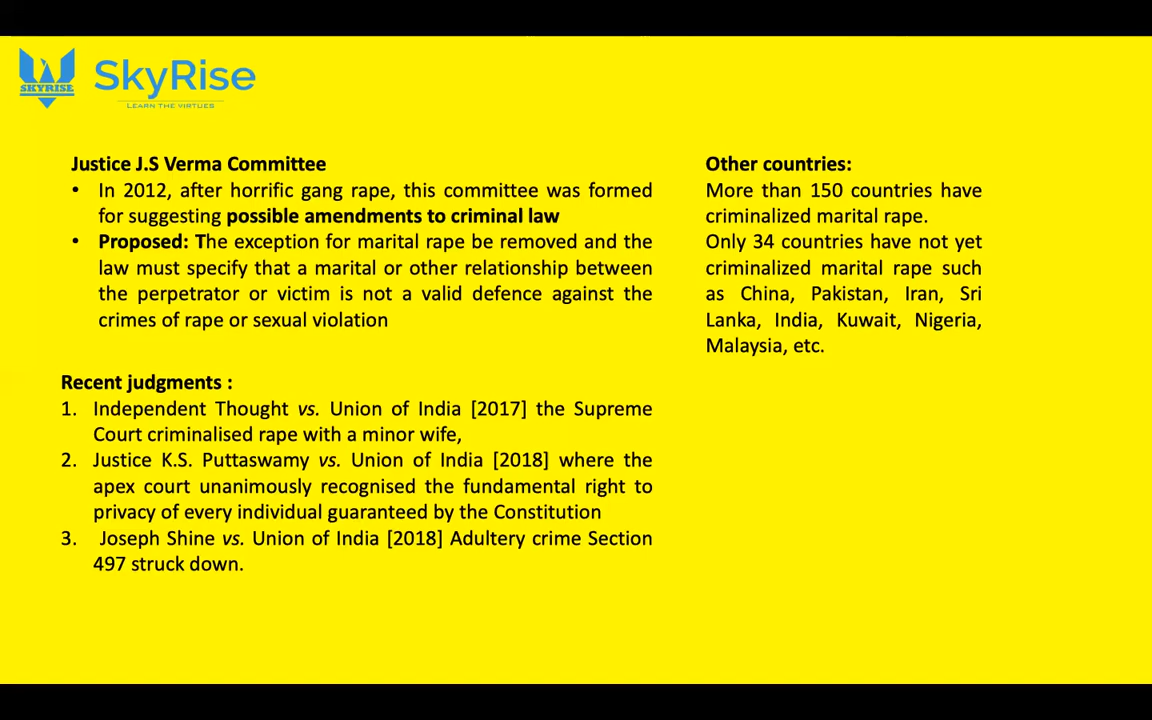 SKYRISE
SkyRise
LEARN THE VIRTUES
Justice J.S Verma Committee
• In 2012, after horrific gang rape, this committee was formed
for suggesting possible amendments to criminal law
• Proposed: The exception for marital rape be removed and the
law must specify that a marital or other relationship between
the perpetrator or victim is not a valid defence against the
crimes of rape or sexual violation
Recent judgments :
1. Independent Thought vs. Union of India [2017] the Supreme
Court criminalised rape with a minor wife,
2. Justice K.S. Puttaswamy vs. Union of India [2018] where the
apex court unanimously recognised the fundamental right to
privacy of every individual guaranteed by the Constitution
3. Joseph Shine vs. Union of India [2018] Adultery crime Section
497 struck down.
Other countries:
More than 150 countries have
criminalized marital rape.
Only 34 countries have not yet
criminalized marital rape such
as China, Pakistan, Iran, Sri
Lanka, India, Kuwait, Nigeria,
Malaysia, etc.